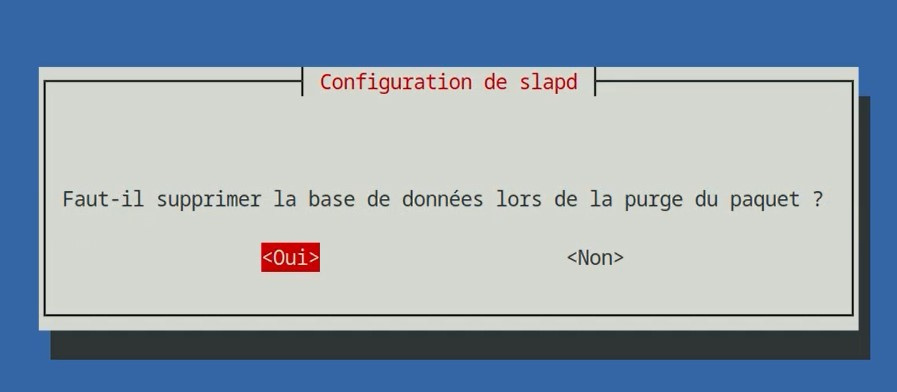 Configuration de slapd
Faut-il supprimer la base de données lors de la purge du paquet ?
<Oui> <Non>